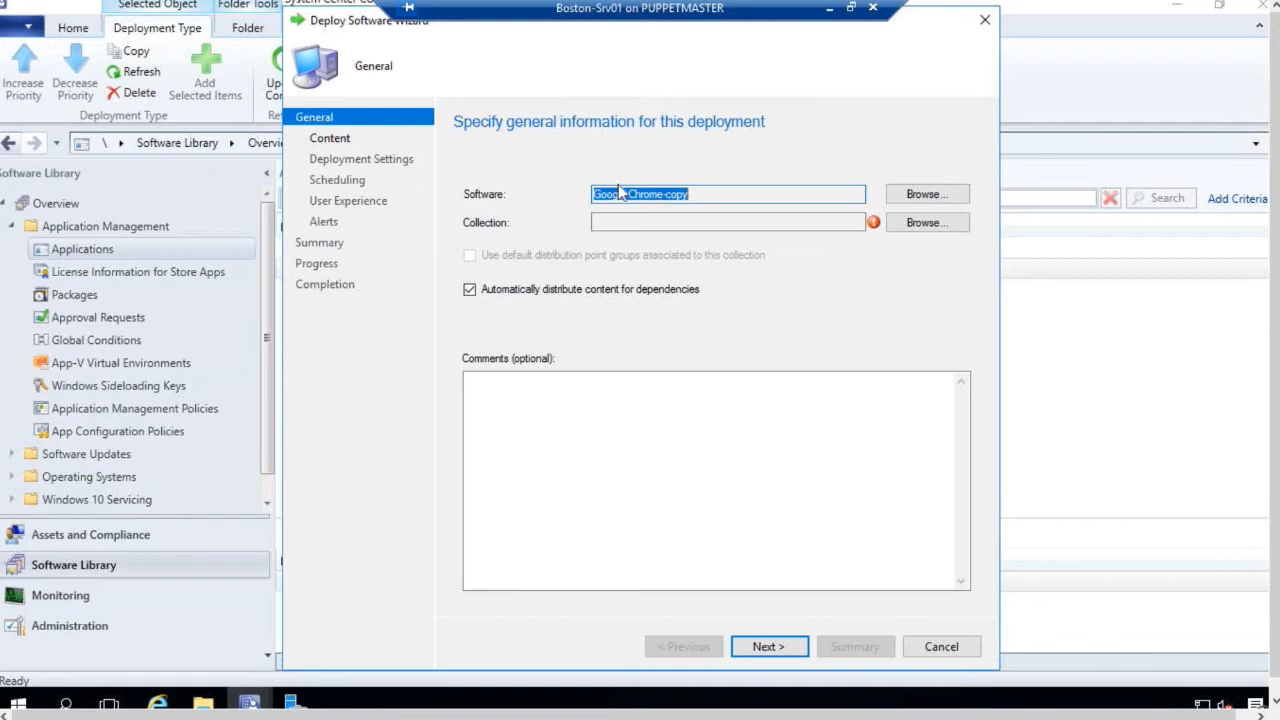 Selected Object
Folder Tools
System Center Co
Boston-Srv01 on PUPPETMASTER
Deploy Software Wizard
Home
Deployment Type
Folder
Increase
Priority
Decrease
Priority
Copy
Refresh
Delete
Add
Selected Items
Deployment Type
General
\
Software Library
Overvi
Software Library
Overview
Application Management
Applications
License Information for Store Apps
Packages
Approval Requests
Global Conditions
App-V Virtual Environments
Windows Sideloading Keys
Application Management Policies
App Configuration Policies
Software Updates
Operating Systems
Windows 10 Servicing
Assets and Compliance
Software Library
Monitoring
Administration
Ready
General
Content
Deployment Settings
Scheduling
User Experience
Alerts
Summary
Progress
Completion
Specify general information for this deployment
Software:
Google Chrome-copy
Browse...
Collection:
Browse...
Use default distribution point groups associated to this collection
Automatically distribute content for dependencies
Comments (optional):
< Previous
Next >
Summary
Cancel
Search
Add Criteria